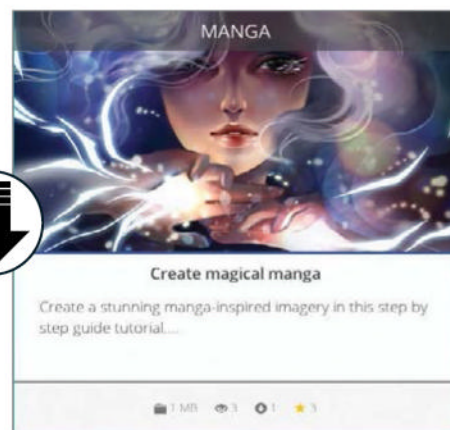 MANGA
Create magical manga
Create a stunning manga-inspired imagery in this step by
step guide tutorial....
1 MB 3 1 3